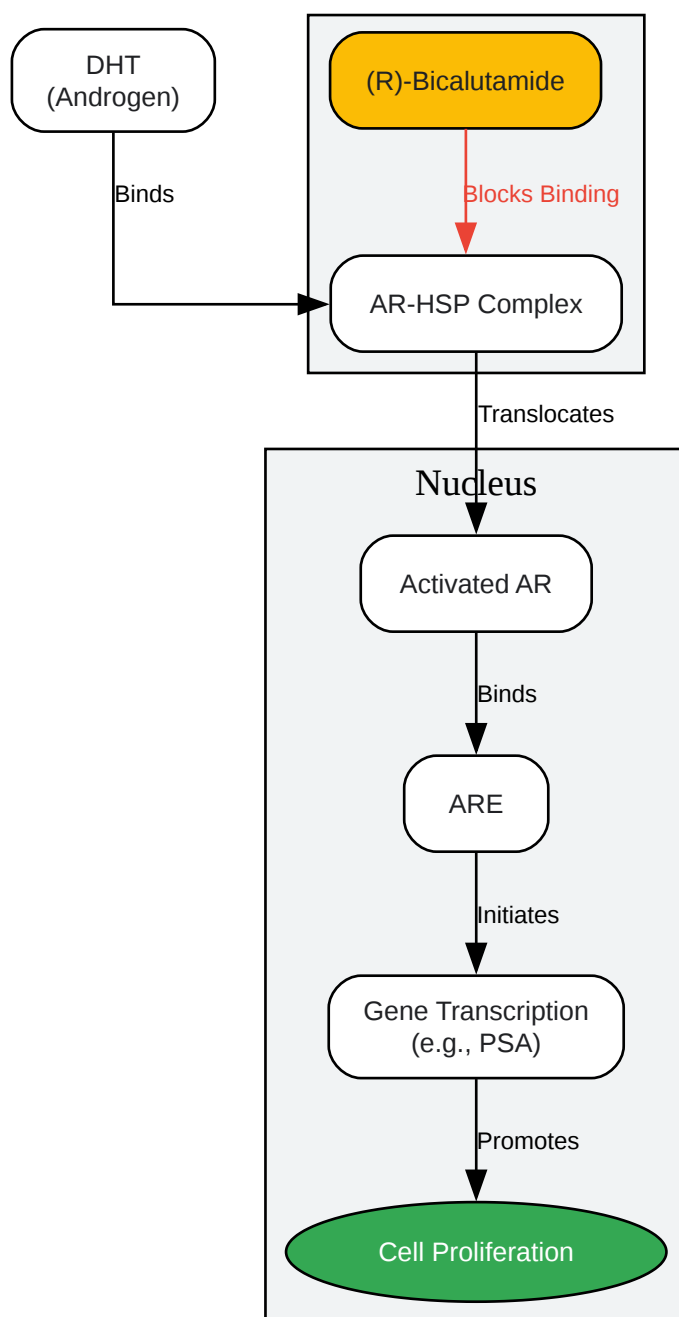 DHT
(Androgen)
(R)-Bicalutamide
Binds
Blocks Binding
AR-HSP Complex
Translocates
Nucleus
Activated AR
Binds
ARE
Initiates
Gene Transcription
(e.g., PSA)
Promotes
Cell Proliferation